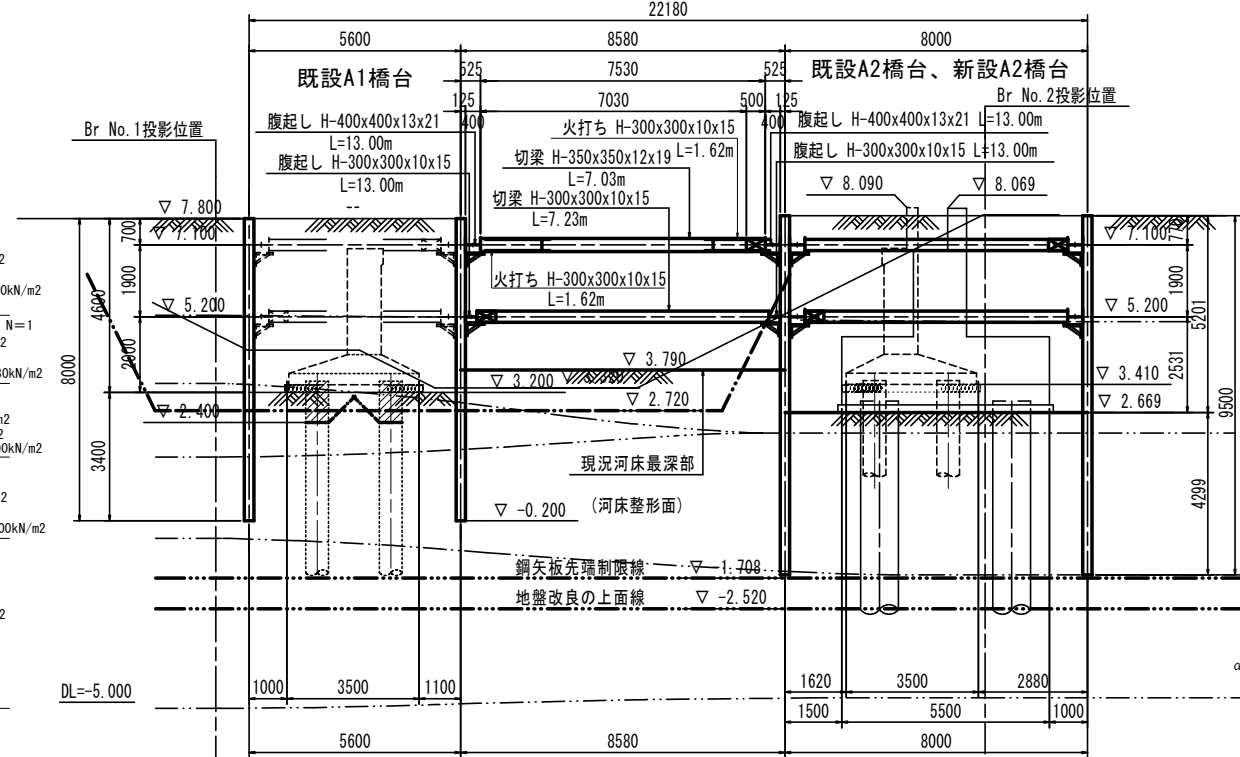 22180
5600
8580
8000
既設A1橋台
525
7530
525
既設A2橋台、新設A2橋台
125
7030
500
125
Br No.1投影位置
Br No.2投影位置
腹起し H-400x400x13x21
L=13.00m
400
火打ち H-300x300x10x15
L=1.62m
400
腹起し H-400x400x13x21 L=13.00m
腹起し H-300x300x10x15
L=13.00m
切梁 H-350x350x12x19
L=7.03m
腹起し H-300x300x10x15 L=13.00m
切梁 H-300x300x10x15
L=7.23m
▽ 8.090
▽ 8.069
▽ 7.800
700
▽ 7.100
▽ 7.100
火打ち H-300x300x10x15
L=1.62m
1900
4600
1900
▽ 5.200
▽ 5.200
5201
N=1
8000
▽ 3.790
2531
▽ 3.200
▽ 3.410
▽ 2.400
▽ 2.720
▽ 2.669
9500
3400
現況河床最深部
(河床整形面)
▽ -0.200
4299
00kN/m2
鋼矢板先端制限線 ▽ -1.708
地盤改良の上面線 ▽ -2.520
DL=-5.000
1000
3500
1100
1620
3500
2880
1500
5500
1000
5600
8580
8000